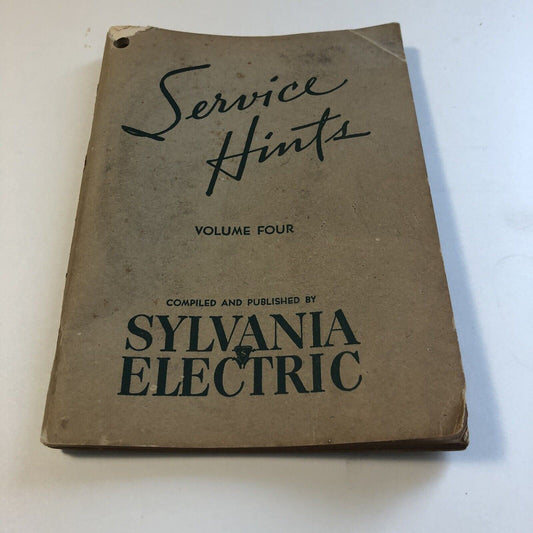 Service
Hints
VOLUME FOUR
COMPILED AND PUBLISHED BY
SYLVANIA
ELECTRIC